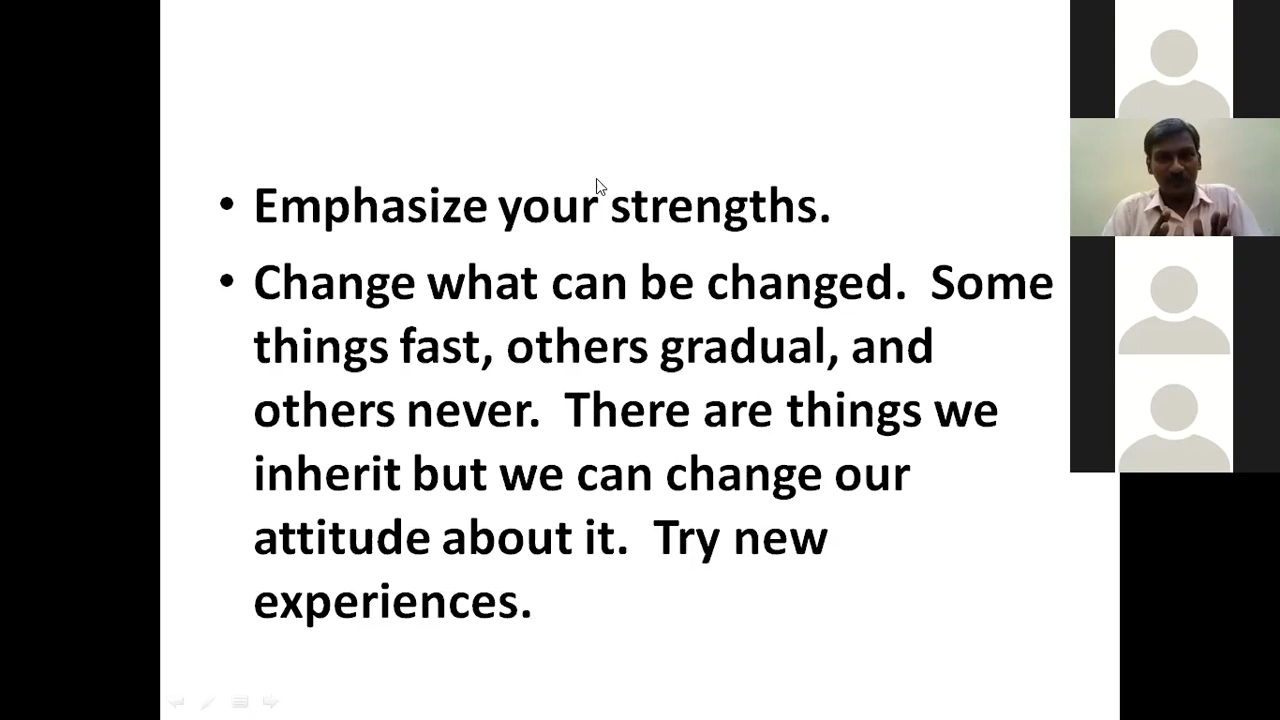 • Emphasize your strengths.
• Change what can be changed.  Some
things fast, others gradual, and
others never.  There are things we
inherit but we can change our
attitude about it.  Try new
experiences.